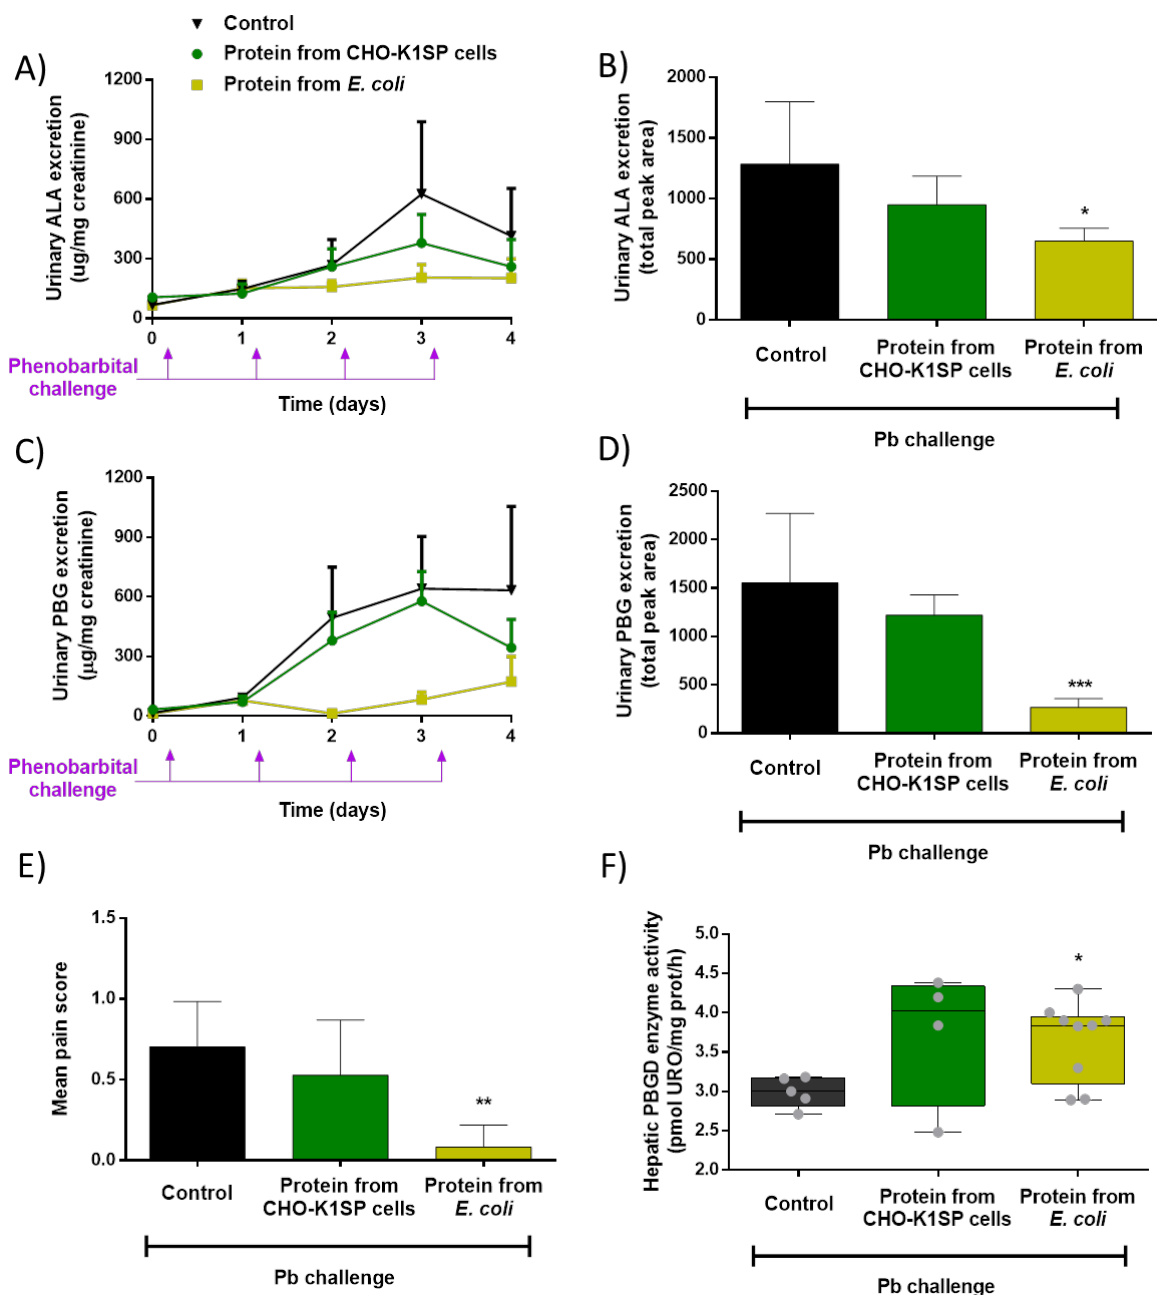 Control
Protein from CHO-K1SP cells
Protein from E. coli
A)
Urinary ALA excretion
(ug/mg creatinine)
1200
900
600
300
0
0 1 2 3 4
Phenobarbital
challenge
Time (days)
B)
Urinary ALA excretion
(total peak area)
2000
1500
1000
500
0
*
Control
Protein from
CHO-K1SP cells
Protein from
E. coli
Pb challenge
C)
Urinary PBG excretion
(µg/mg creatinine)
1200
900
600
300
0
0 1 2 3 4
Phenobarbital
challenge
Time (days)
D)
Urinary PBG excretion
(total peak area)
2500
2000
1500
1000
500
0
***
Control
Protein from
CHO-K1SP cells
Protein from
E. coli
Pb challenge
E)
Mean pain score
1.5
1.0
0.5
0.0
**
Control
Protein from
CHO-K1SP cells
Protein from
E. coli
Pb challenge
F)
Hepatic PBGD enzyme activity
(pmol URO/mg prot/h)
5.0
4.5
4.0
3.5
3.0
2.5
2.0
*
Control
Protein from
CHO-K1SP cells
Protein from
E. coli
Pb challenge